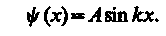 ψ(x) = A sin kx.